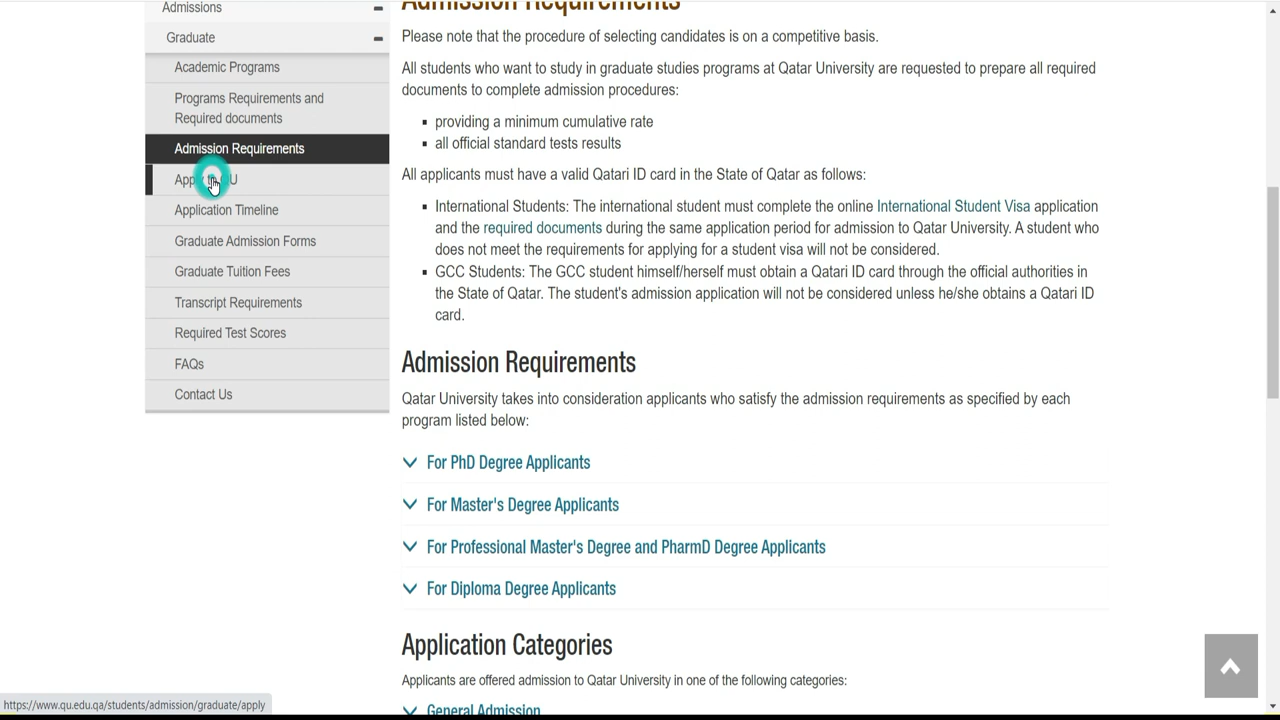 Admissions
Admission Requirements
Graduate
Academic Programs
Programs Requirements and
Required documents
Admission Requirements
Application Timeline
Graduate Admission Forms
Graduate Tuition Fees
Transcript Requirements
Required Test Scores
FAQs
Contact Us
Please note that the procedure of selecting candidates is on a competitive basis.
All students who want to study in graduate studies programs at Qatar University are requested to prepare all required
documents to complete admission procedures:
providing a minimum cumulative rate
all official standard tests results
All applicants must have a valid Qatari ID card in the State of Qatar as follows:
International Students: The international student must complete the online International Student Visa application
and the required documents during the same application period for admission to Qatar University. A student who
does not meet the requirements for applying for a student visa will not be considered.
GCC Students: The GCC student himself/herself must obtain a Qatari ID card through the official authorities in
the State of Qatar. The student's admission application will not be considered unless he/she obtains a Qatari ID
card.
Admission Requirements
Qatar University takes into consideration applicants who satisfy the admission requirements as specified by each
program listed below:
For PhD Degree Applicants
For Master's Degree Applicants
For Professional Master's Degree and PharmD Degree Applicants
For Diploma Degree Applicants
Application Categories
Applicants are offered admission to Qatar University in one of the following categories:
General Admission
https://www.qu.edu.qa/students/admission/graduate/apply